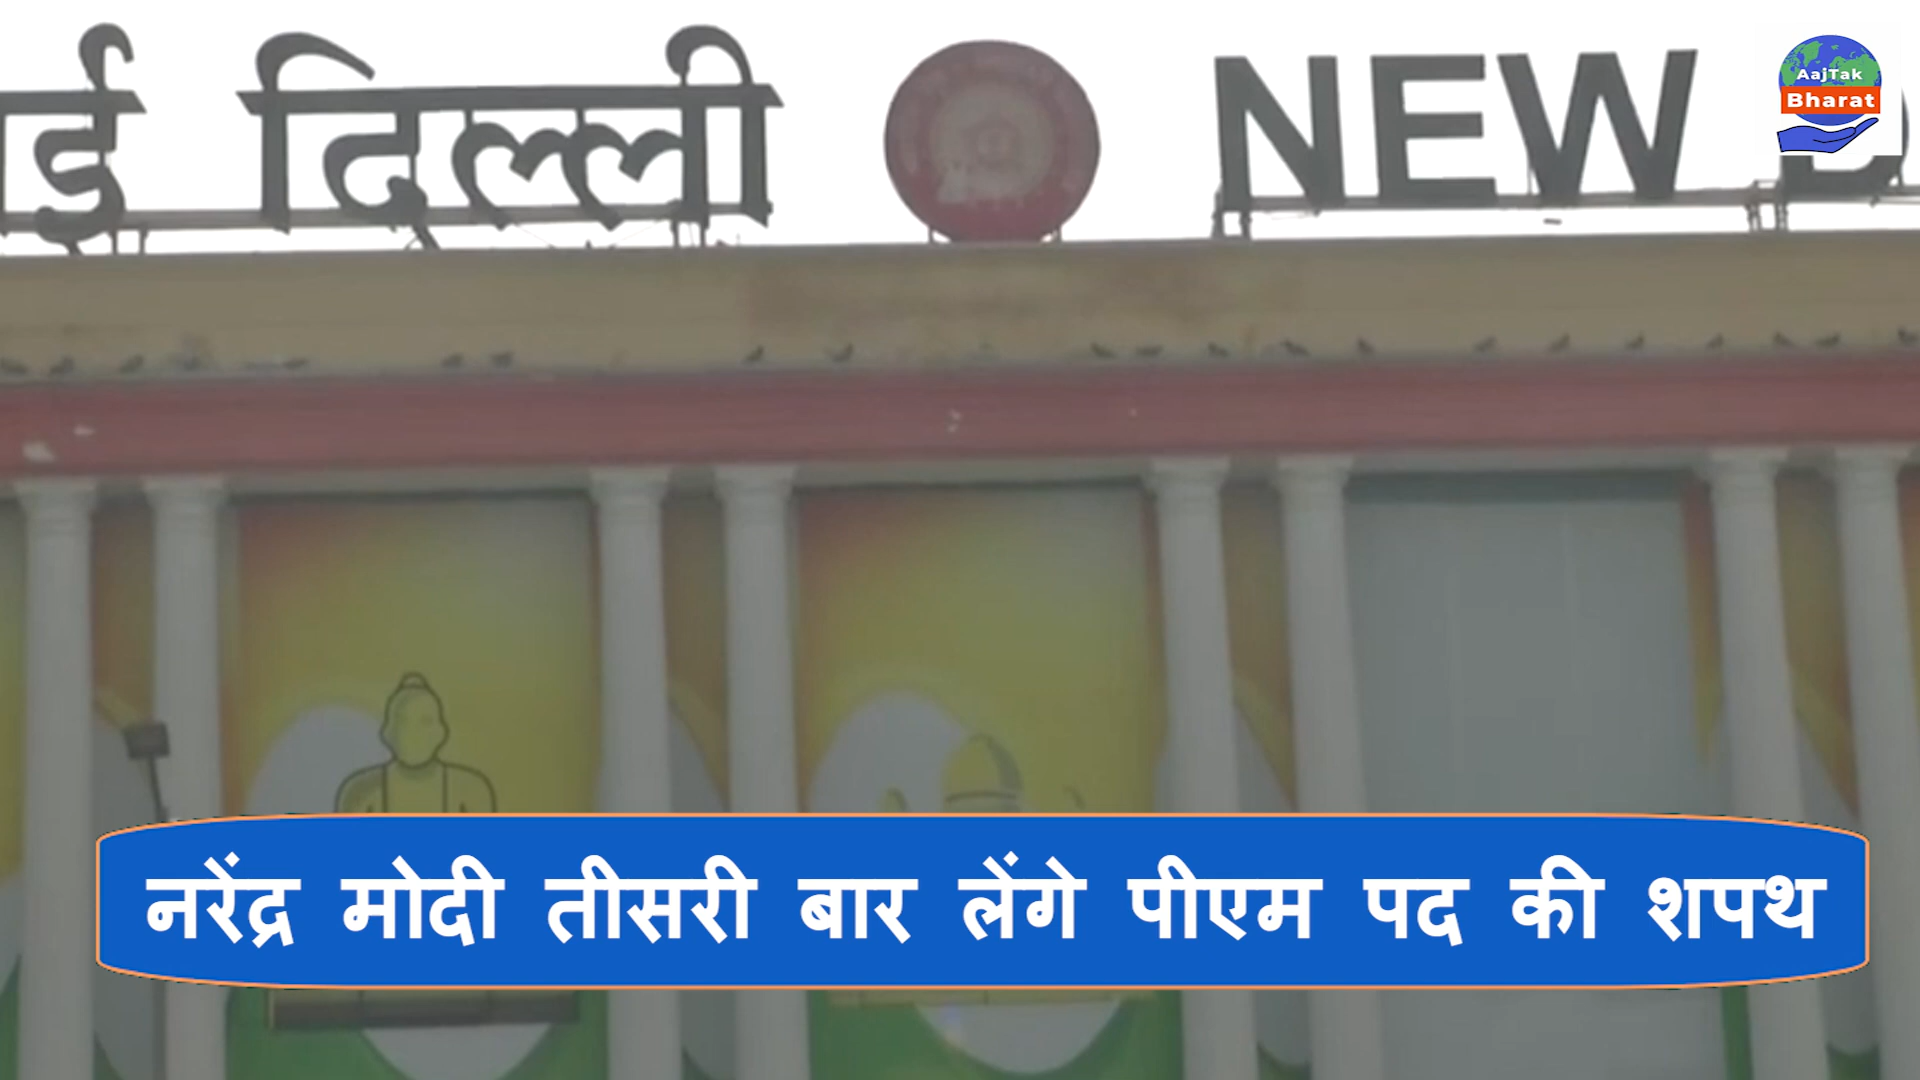 र्इ दिल्ली
NEW D
AajTak
Bharat
नरेंद्र मोदी तीसरी बार लेंगे पीएम पद की शपथ